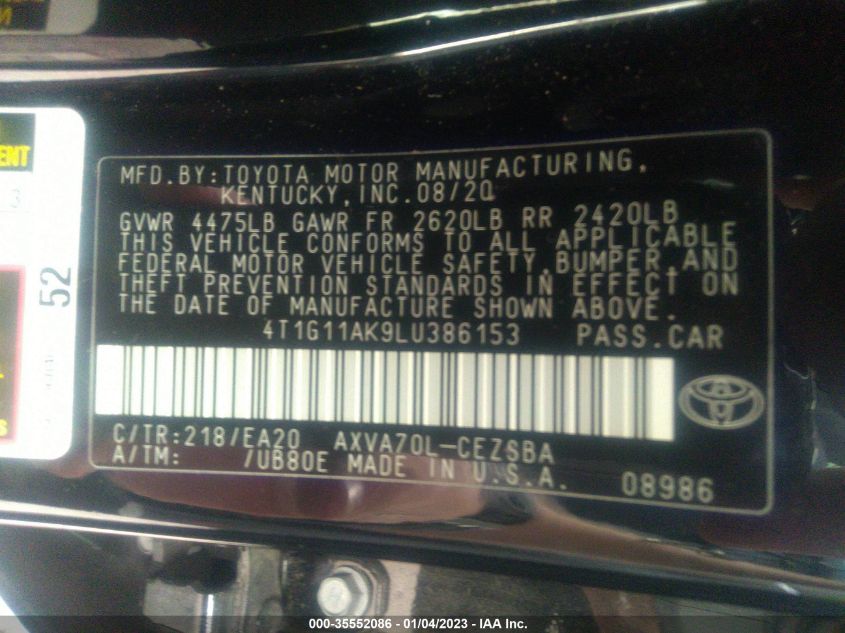 ENT
3
52
MFD.BY:TOYOTA MOTOR MANUFACTURING,
KENTUCKY,INC.08/20
GVWR 4475LB GAWR FR 2620LB RR 2420LB
THIS VEHICLE CONFORMS TO ALL APPLICABLE
FEDERAL MOTOR VEHICLE SAFETY,BUMPER,AND
THEFT PREVENTION STANDARDS IN EFFECT ON
THE DATE OF MANUFACTURE SHOWN ABOVE.
4T1G11AK9LU386153 PASS.CAR
C/TR:218/EA20 AXVA70L-CEZSBA
A/TM: /UB80E MADE IN U.S.A. 08986
000-35552086 - 01/04/2023 - IAA Inc.